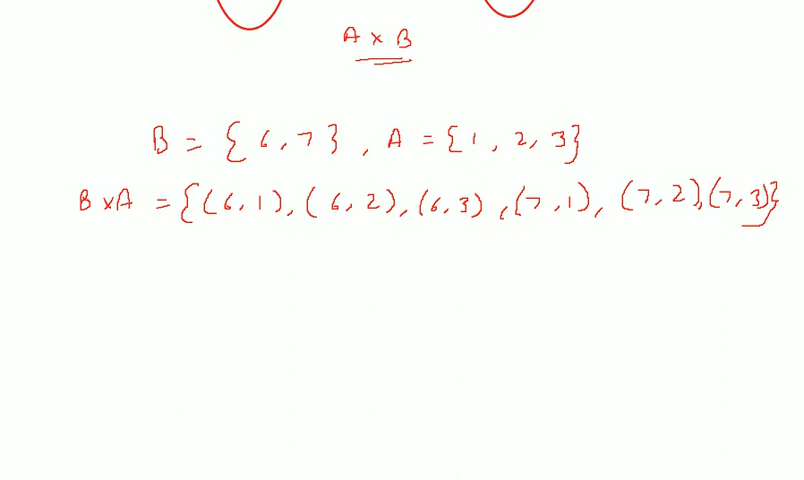 A × B
B = {6, 7}, A = {1, 2, 3}
B × A = {(6, 1), (6, 2), (6, 3), (7, 1), (7, 2), (7, 3)}